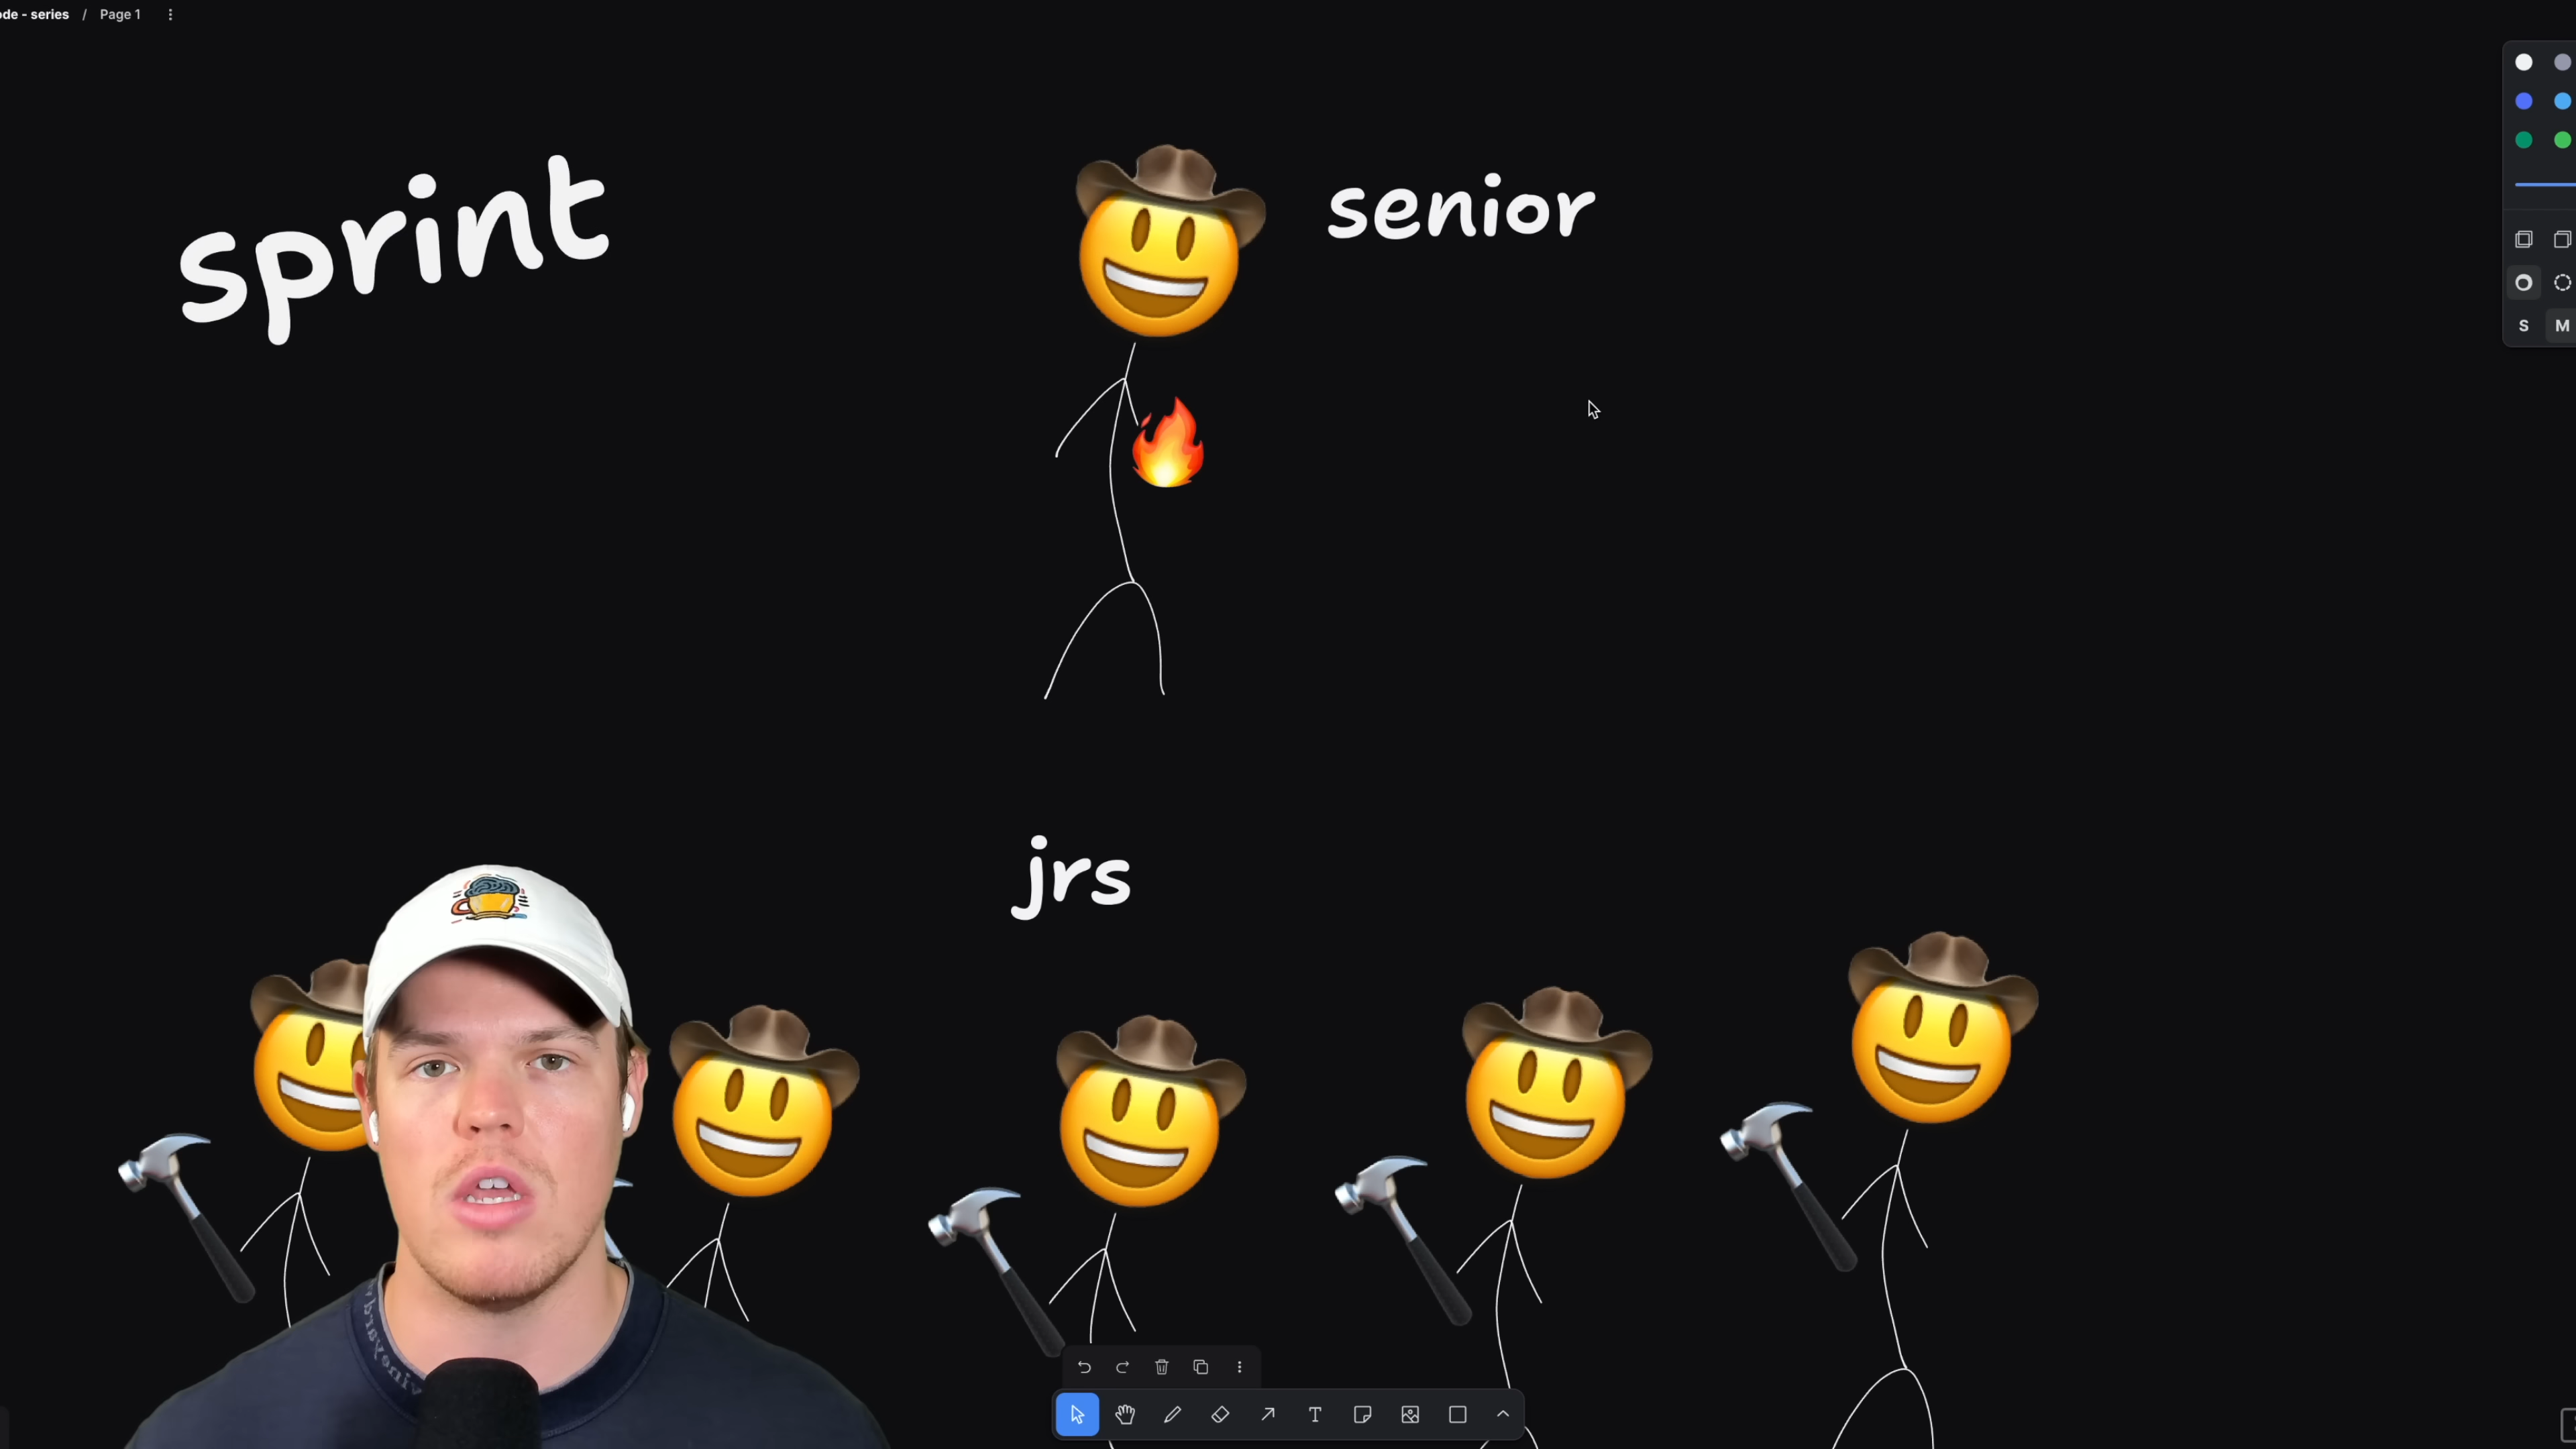 ode - series / Page 1
sprint
senior
S M
jrs